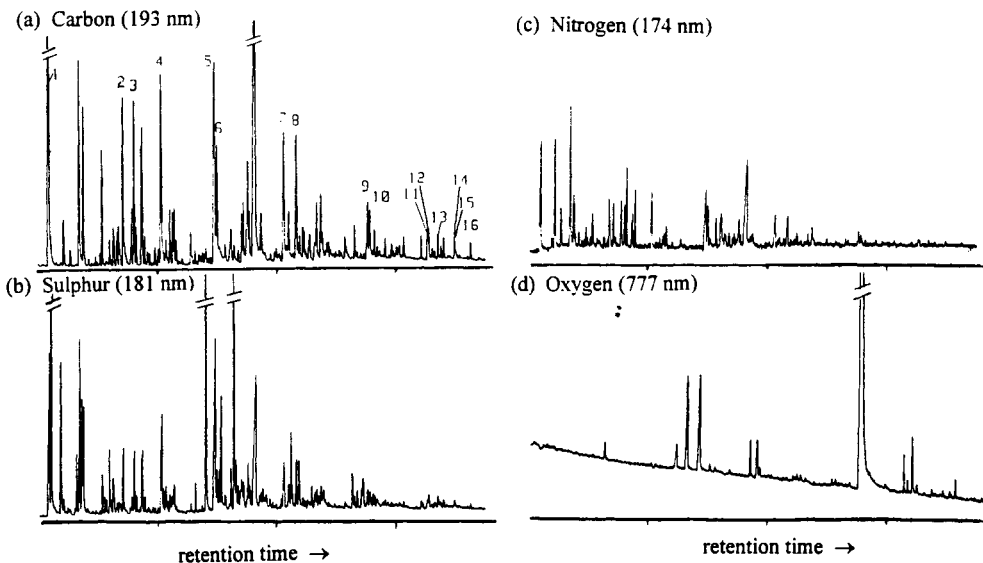 (a) Carbon (193 nm)
1
2
3
4
5
6
7
8
9
10
11
12
13
14
15
16
(b) Sulphur (181 nm)
retention time →
(c) Nitrogen (174 nm)
(d) Oxygen (777 nm)
retention time →